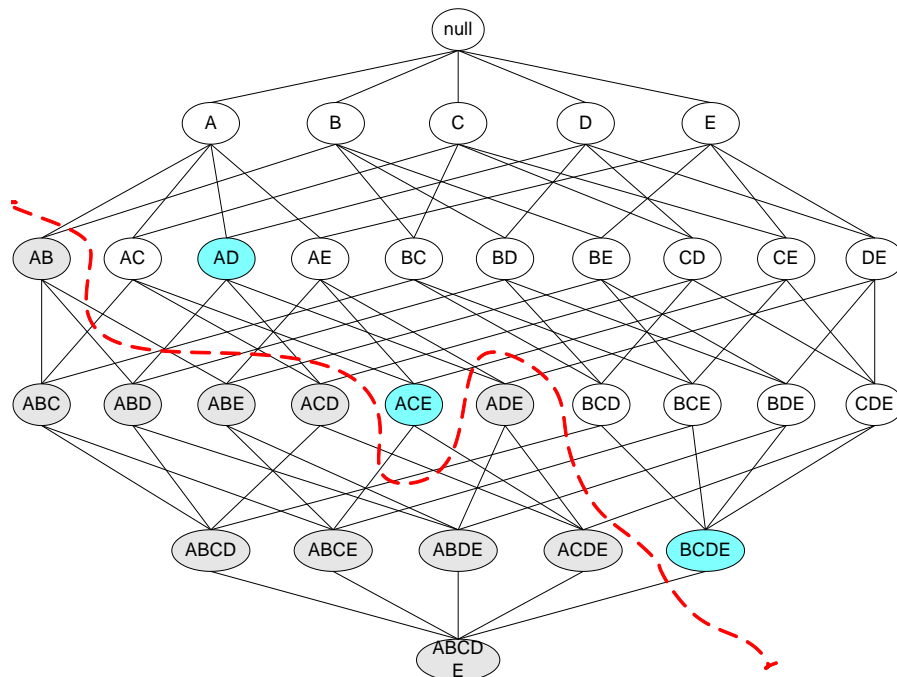 null
A B C D E
AB AC AD AE BC BD BE CD CE DE
ABC ABD ABE ACD ACE ADE BCD BCE BDE CDE
ABCD ABCE ABDE ACDE BCDE
ABCD
E